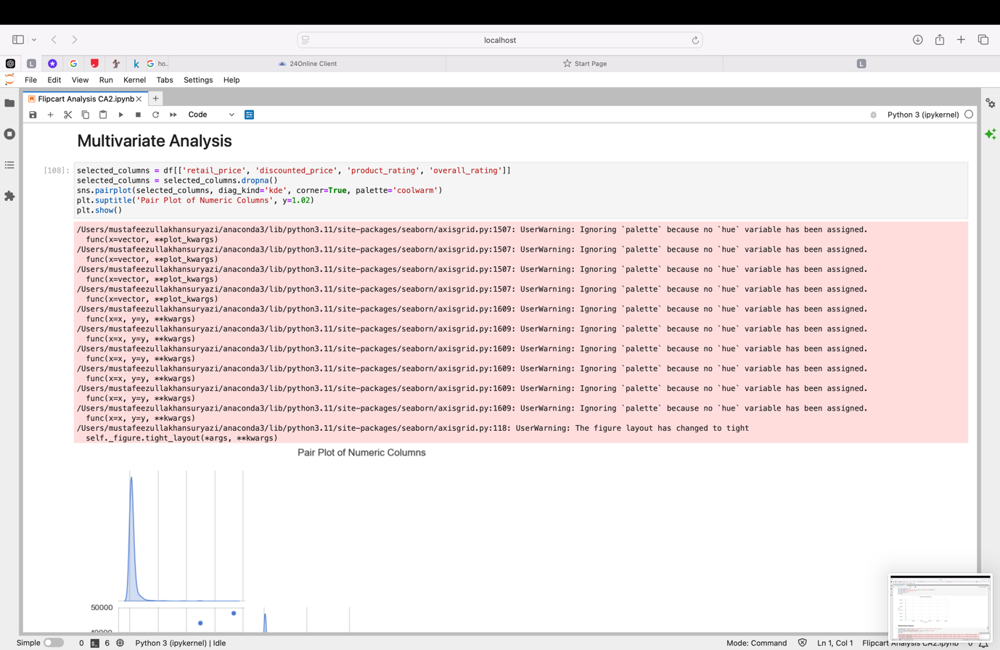 localhost
ho..
24Online Client
Start Page
L
File Edit View Run Kernel Tabs Settings Help
Flipcart Analysis CA2.ipynb
Code
Python 3 (ipykernel)
Multivariate Analysis
[108]: selected_columns = df[['retail_price', 'discounted_price', 'product_rating', 'overall_rating']]
selected_columns = selected_columns.dropna()
sns.pairplot(selected_columns, diag_kind='kde', corner=True, palette='coolwarm')
plt.suptitle('Pair Plot of Numeric Columns', y=1.02)
plt.show()
/Users/mustafeezullakhansuryazi/anaconda3/lib/python3.11/site-packages/seaborn/axisgrid.py:1507: UserWarning: Ignoring `palette` because no `hue` variable has been assigned.
func(x=vector, **plot_kwargs)
/Users/mustafeezullakhansuryazi/anaconda3/lib/python3.11/site-packages/seaborn/axisgrid.py:1507: UserWarning: Ignoring `palette` because no `hue` variable has been assigned.
func(x=vector, **plot_kwargs)
/Users/mustafeezullakhansuryazi/anaconda3/lib/python3.11/site-packages/seaborn/axisgrid.py:1507: UserWarning: Ignoring `palette` because no `hue` variable has been assigned.
func(x=vector, **plot_kwargs)
/Users/mustafeezullakhansuryazi/anaconda3/lib/python3.11/site-packages/seaborn/axisgrid.py:1507: UserWarning: Ignoring `palette` because no `hue` variable has been assigned.
func(x=vector, **plot_kwargs)
/Users/mustafeezullakhansuryazi/anaconda3/lib/python3.11/site-packages/seaborn/axisgrid.py:1609: UserWarning: Ignoring `palette` because no `hue` variable has been assigned.
func(x=x, y=y, **kwargs)
/Users/mustafeezullakhansuryazi/anaconda3/lib/python3.11/site-packages/seaborn/axisgrid.py:1609: UserWarning: Ignoring `palette` because no `hue` variable has been assigned.
func(x=x, y=y, **kwargs)
/Users/mustafeezullakhansuryazi/anaconda3/lib/python3.11/site-packages/seaborn/axisgrid.py:1609: UserWarning: Ignoring `palette` because no `hue` variable has been assigned.
func(x=x, y=y, **kwargs)
/Users/mustafeezullakhansuryazi/anaconda3/lib/python3.11/site-packages/seaborn/axisgrid.py:1609: UserWarning: Ignoring `palette` because no `hue` variable has been assigned.
func(x=x, y=y, **kwargs)
/Users/mustafeezullakhansuryazi/anaconda3/lib/python3.11/site-packages/seaborn/axisgrid.py:1609: UserWarning: Ignoring `palette` because no `hue` variable has been assigned.
func(x=x, y=y, **kwargs)
/Users/mustafeezullakhansuryazi/anaconda3/lib/python3.11/site-packages/seaborn/axisgrid.py:1609: UserWarning: Ignoring `palette` because no `hue` variable has been assigned.
func(x=x, y=y, **kwargs)
/Users/mustafeezullakhansuryazi/anaconda3/lib/python3.11/site-packages/seaborn/axisgrid.py:118: UserWarning: The figure layout has changed to tight
self._figure.tight_layout(*args, **kwargs)
Pair Plot of Numeric Columns
50000
40000
Simple 0 6 Python 3 (ipykernel) | Idle Mode: Command Ln 1, Col 1 Flipcart Analysis CA2.ipynb 0